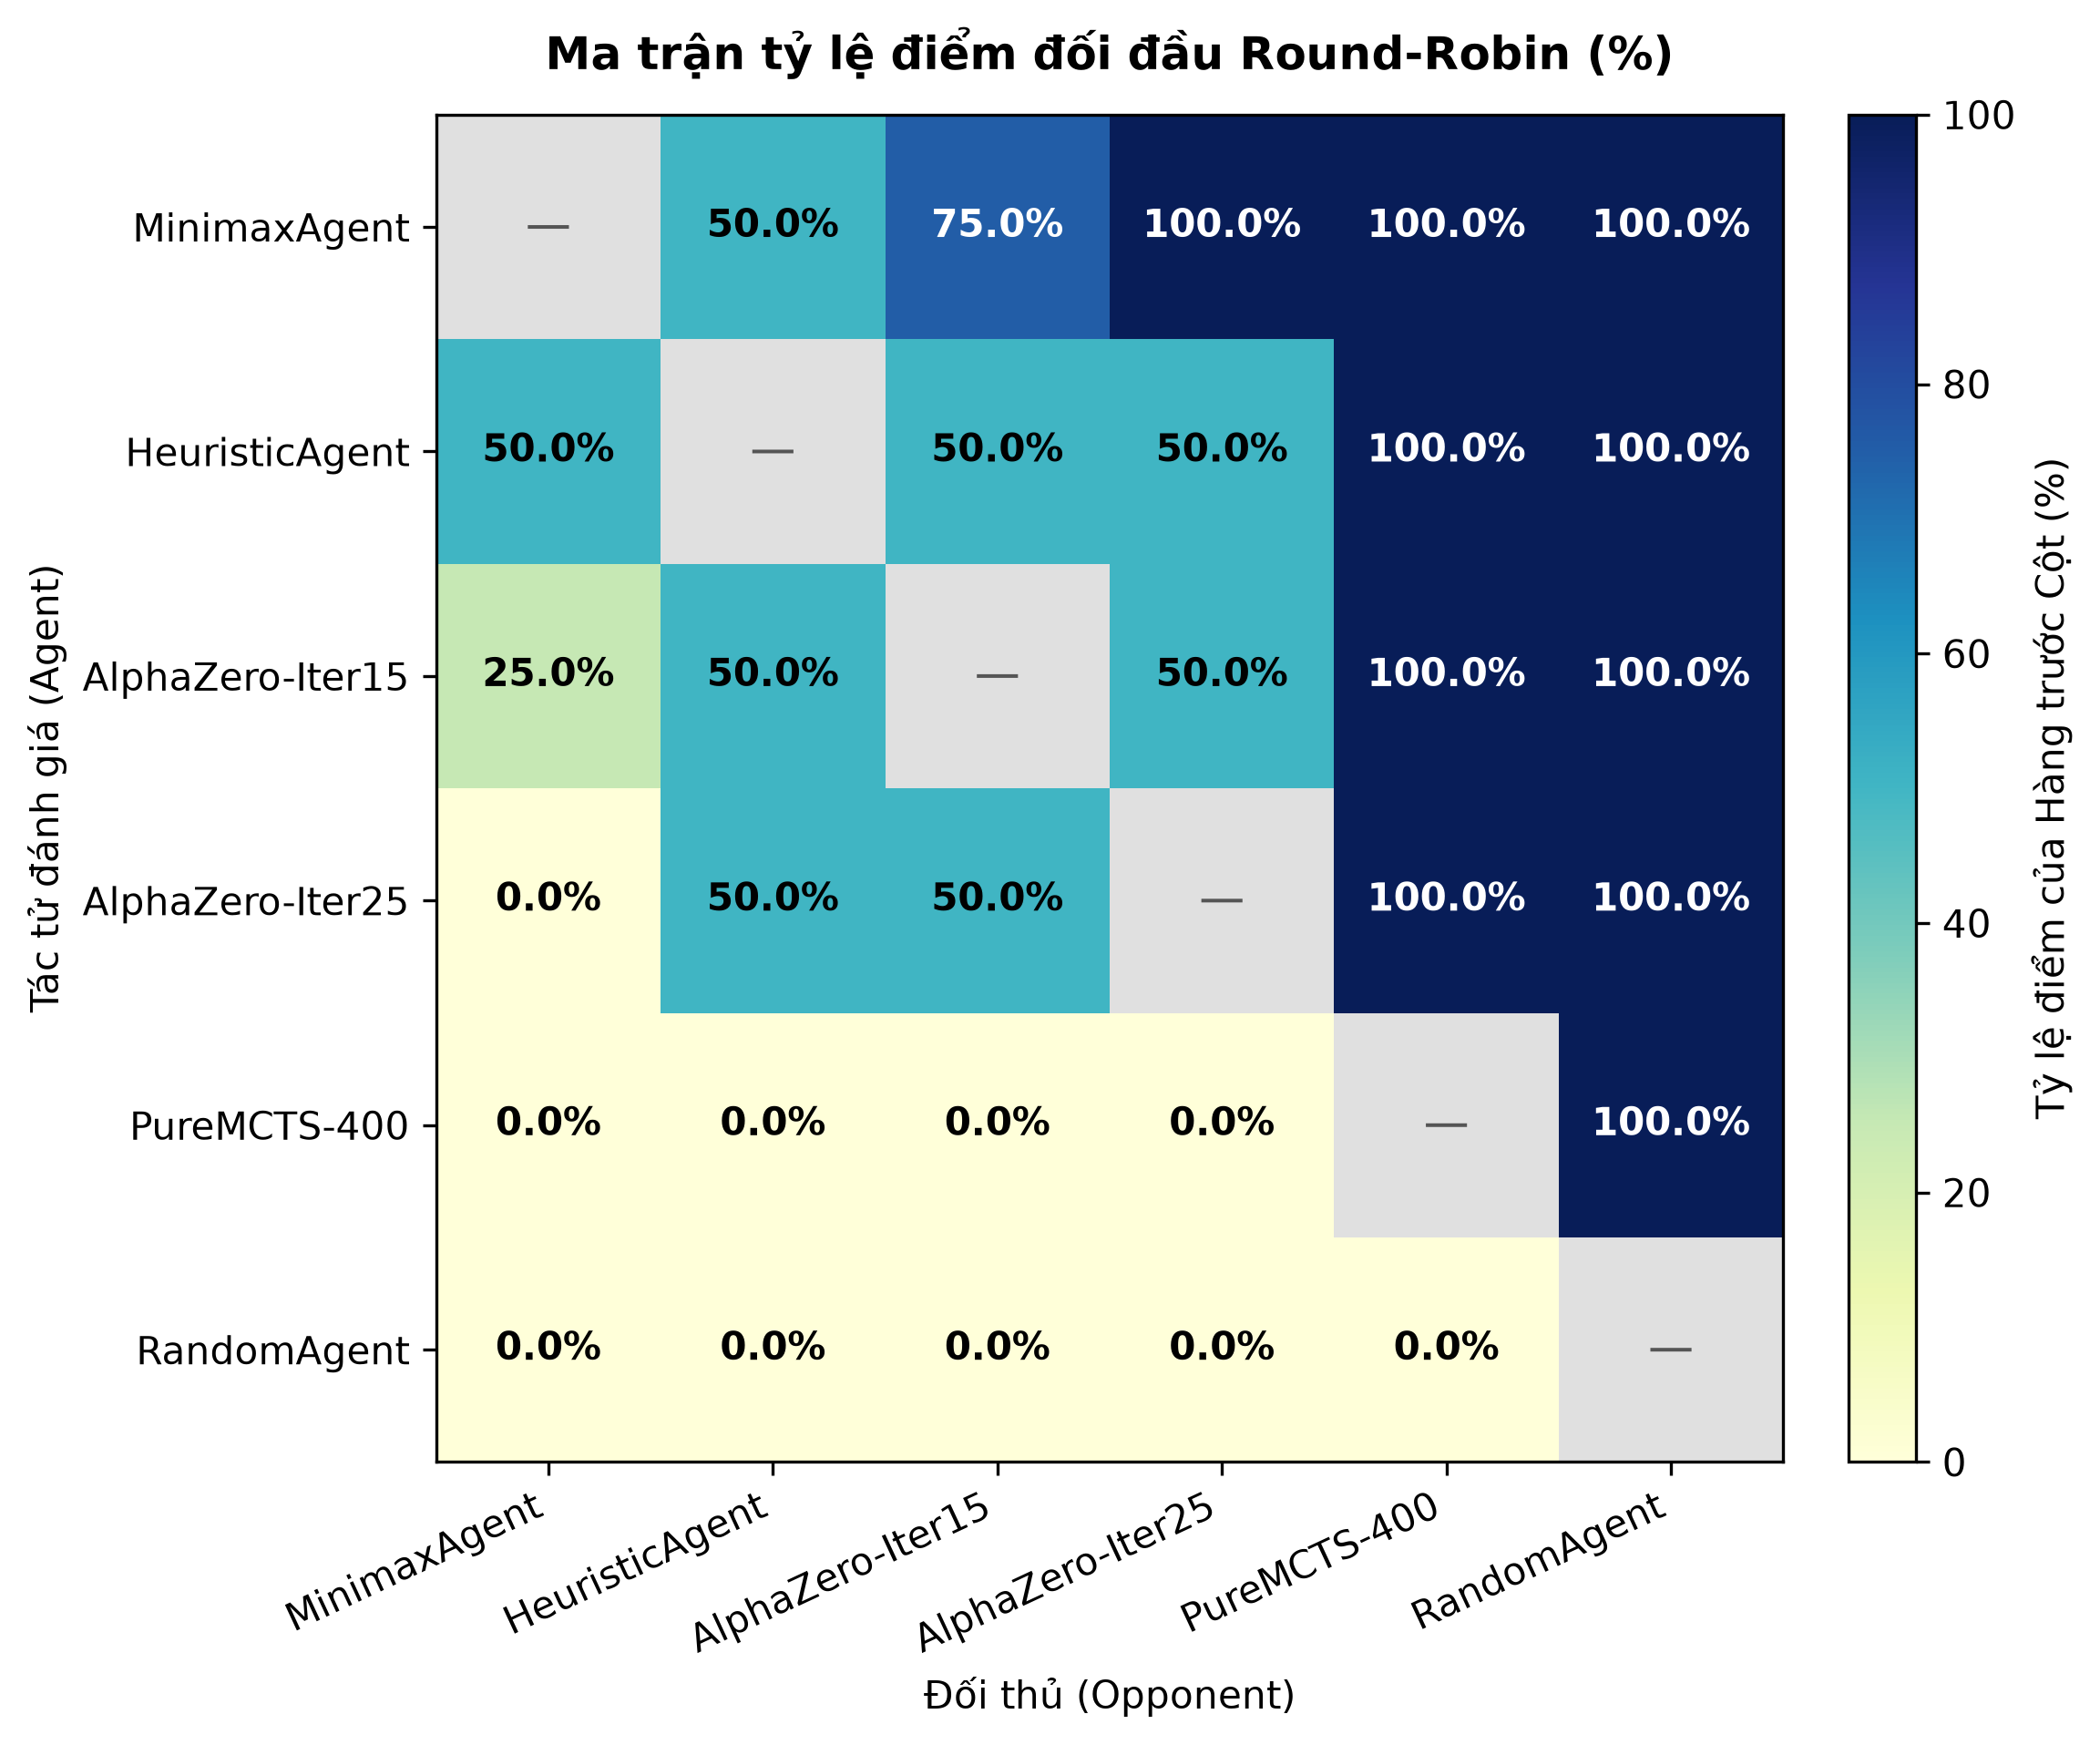 Ma trận tỷ lệ điểm đối đầu Round-Robin (%)
Tác tử đánh giá (Agent)
MinimaxAgent — 50.0% 75.0% 100.0% 100.0% 100.0%
HeuristicAgent 50.0% — 50.0% 50.0% 100.0% 100.0%
AlphaZero-Iter15 25.0% 50.0% — 50.0% 100.0% 100.0%
AlphaZero-Iter25 0.0% 50.0% 50.0% — 100.0% 100.0%
PureMCTS-400 0.0% 0.0% 0.0% 0.0% — 100.0%
RandomAgent 0.0% 0.0% 0.0% 0.0% 0.0% —
MinimaxAgent HeuristicAgent AlphaZero-Iter15 AlphaZero-Iter25 PureMCTS-400 RandomAgent
Đối thủ (Opponent)
100
80
60
40
20
0
Tỷ lệ điểm của Hàng trước Cột (%)